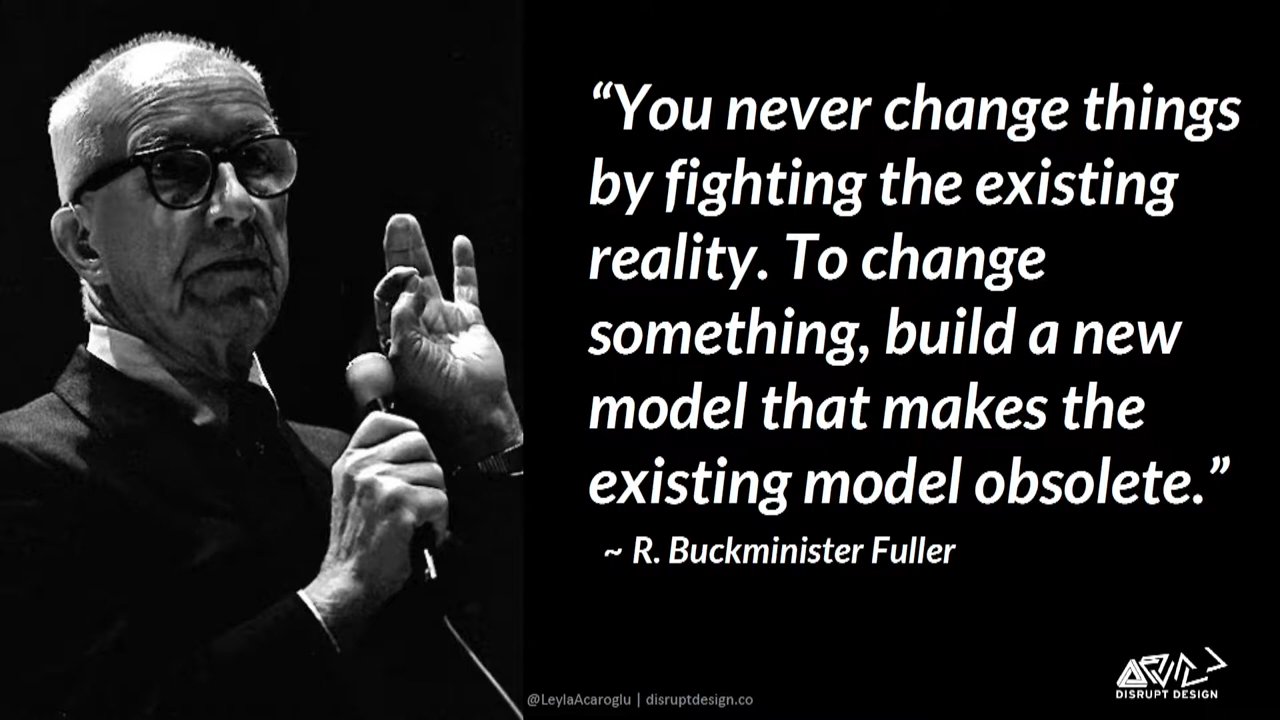 “You never change things
by fighting the existing
reality. To change
something, build a new
model that makes the
existing model obsolete.”
~ R. Buckminister Fuller
@LeylaAcaroglu | disruptdesign.co
DISRUPT DESIGN